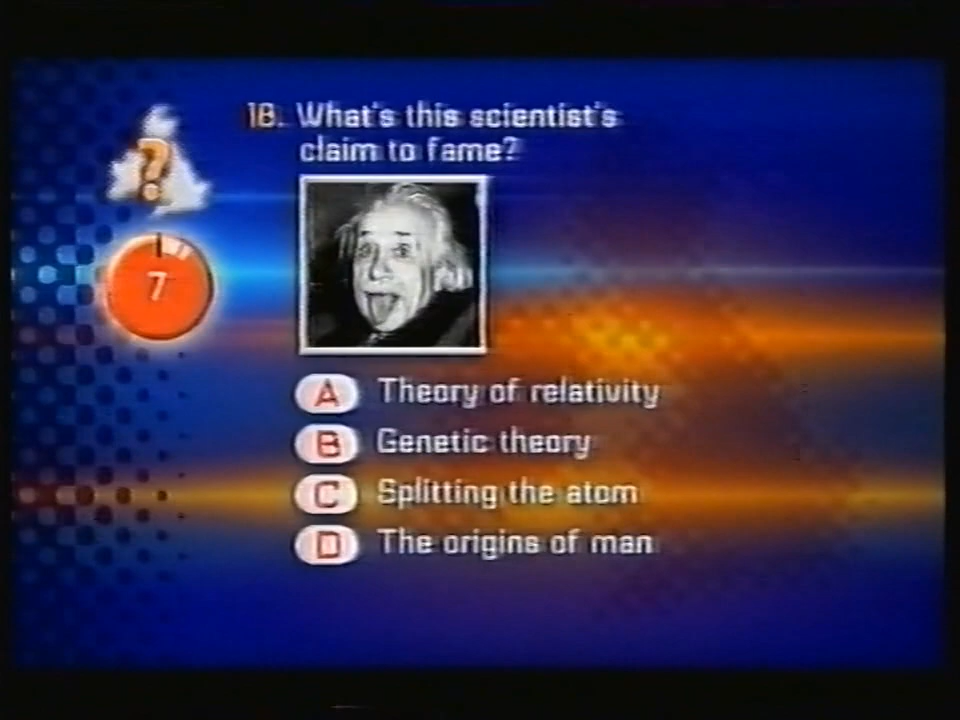 ?
18. What's this scientist's
claim to fame?
7
A Theory of relativity
B Genetic theory
C Splitting the atom
D The origins of man